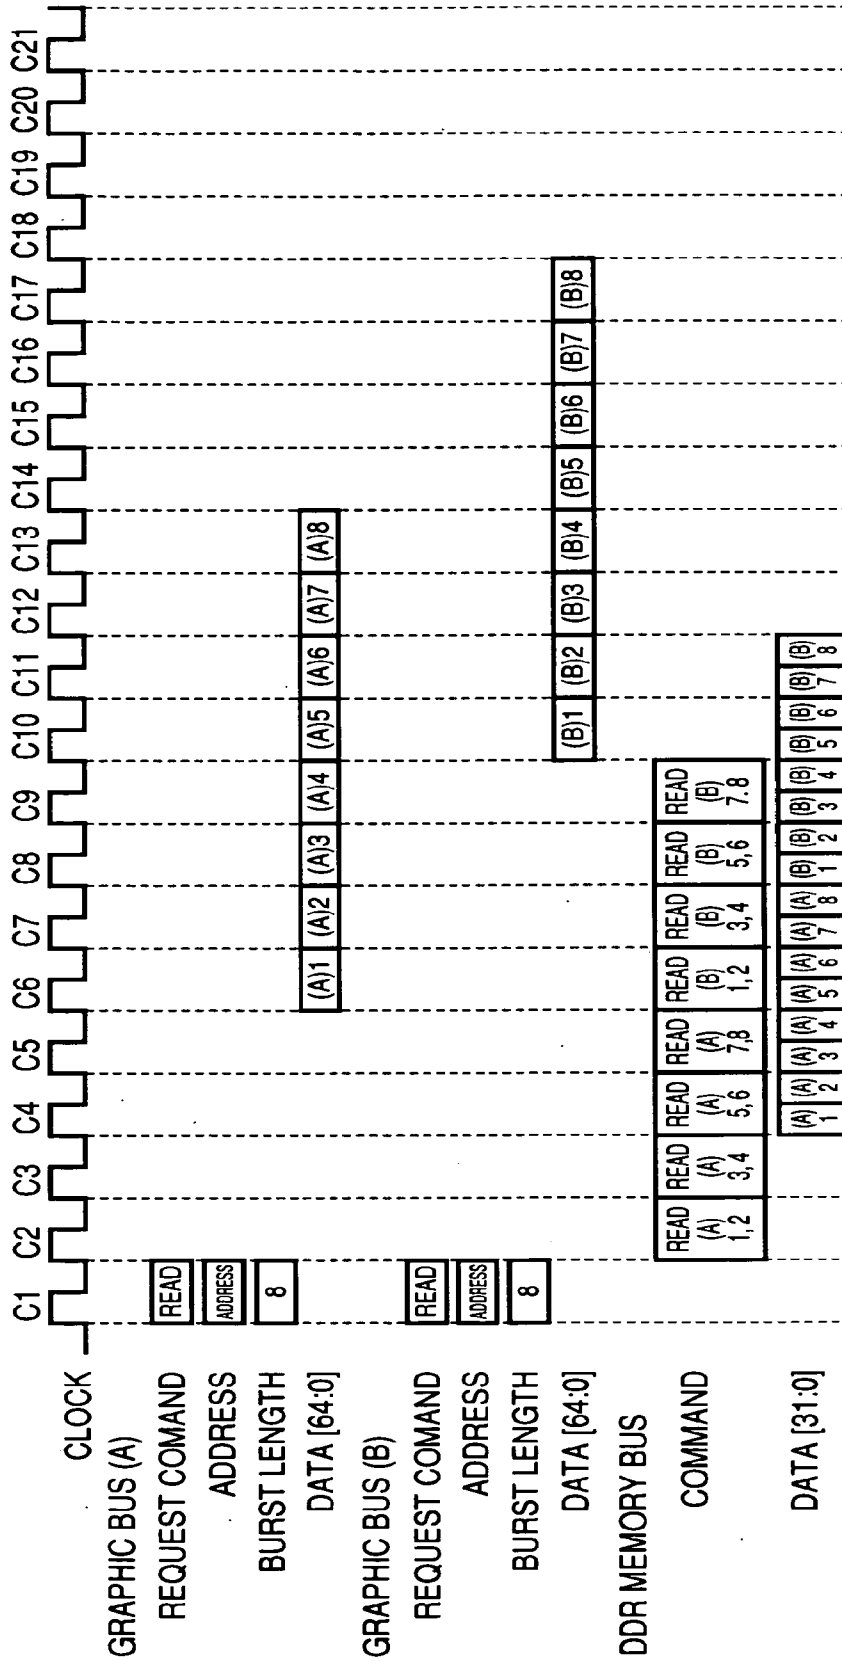 C1 C2 C3 C4 C5 C6 C7 C8 C9 C10 C11 C12 C13 C14 C15 C16 C17 C18 C19 C20 C21
CLOCK
GRAPHIC BUS (A)
REQUEST COMAND READ
ADDRESS ADDRESS
BURST LENGTH 8
DATA [64:0] (A)1 (A)2 (A)3 (A)4 (A)5 (A)6 (A)7 (A)8
GRAPHIC BUS (B)
REQUEST COMAND READ
ADDRESS ADDRESS
BURST LENGTH 8
DATA [64:0] (B)1 (B)2 (B)3 (B)4 (B)5 (B)6 (B)7 (B)8
DDR MEMORY BUS
COMMAND
READ READ READ READ READ READ READ READ
(A) (A) (A) (A) (B) (B) (B) (B)
1,2 3,4 5,6 7,8 1,2 3,4 5,6 7.8
DATA [31:0]
(A) (A) (A) (A) (A) (A) (A) (A) (B) (B) (B) (B) (B) (B) (B) (B)
1 2 3 4 5 6 7 8 1 2 3 4 5 6 7 8